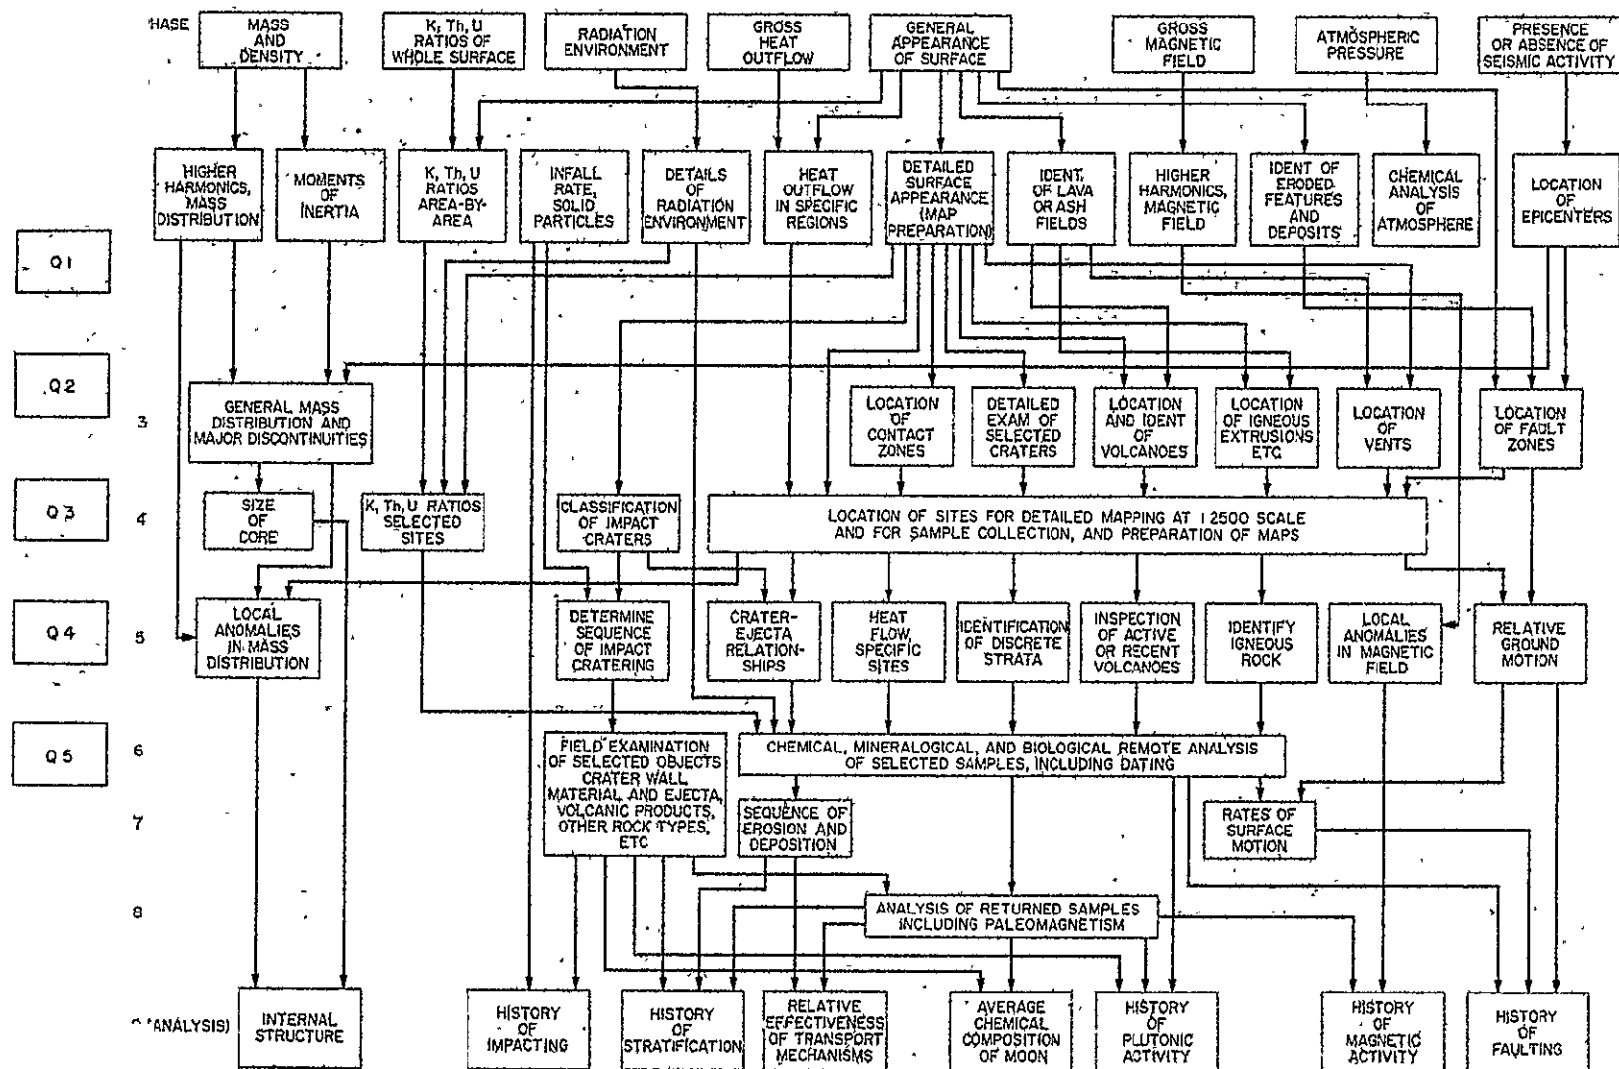 MASS
AND
DENSITY
K, Th, U
RATIOS OF
WHOLE SURFACE
RADIATION
ENVIRONMENT
GROSS
HEAT
OUTFLOW
GENERAL
APPEARANCE
OF SURFACE
GROSS
MAGNETIC
FIELD
ATMOSPHERIC
PRESSURE
PRESENCE
OR ABSENCE OF
SEISMIC ACTIVITY
HIGHER
HARMONICS,
MASS
DISTRIBUTION
MOMENTS
OF
INERTIA
K, Th, U
RATIOS
AREA-BY-
AREA
INFALL
RATE,
SOLID
PARTICLES
DETAILS
OF
RADIATION
ENVIRONMENT
HEAT
OUTFLOW
IN SPECIFIC
REGIONS
DETAILED
SURFACE
APPEARANCE
(MAP
PREPARATION)
IDENT.
OF LAVA
OR ASH
FIELDS
HIGHER
HARMONICS,
MAGNETIC
FIELD
IDENT OF
ERODED
FEATURES
AND
DEPOSITS
CHEMICAL
ANALYSIS
OF
ATMOSPHERE
LOCATION
OF
EPICENTERS
Q1
Q2
3
GENERAL MASS
DISTRIBUTION AND
MAJOR DISCONTINUITIES
LOCATION
OF
CONTACT
ZONES
DETAILED
EXAM OF
SELECTED
CRATERS
LOCATION
AND IDENT
OF
VOLCANOES
LOCATION
OF IGNEOUS
EXTRUSIONS
ETC
LOCATION
OF
VENTS
LOCATION
OF FAULT
ZONES
Q3
4
SIZE
OF
CORE
K, Th, U RATIOS
SELECTED
SITES
CLASSIFICATION
OF IMPACT
CRATERS
LOCATION OF SITES FOR DETAILED MAPPING AT 1 2500 SCALE
AND FOR SAMPLE COLLECTION, AND PREPARATION OF MAPS
Q4
5
LOCAL
ANOMALIES
IN MASS
DISTRIBUTION
DETERMINE
SEQUENCE
OF IMPACT
CRATERING
CRATER-
EJECTA
RELATION-
SHIPS
HEAT
FLOW,
SPECIFIC
SITES
IDENTIFICATION
OF DISCRETE
STRATA
INSPECTION
OF ACTIVE
OR RECENT
VOLCANOES
IDENTIFY
IGNEOUS
ROCK
LOCAL
ANOMALIES
IN MAGNETIC
FIELD
RELATIVE
GROUND
MOTION
Q5
6
FIELD EXAMINATION
OF SELECTED OBJECTS
CRATER WALL
MATERIAL AND EJECTA,
VOLCANIC PRODUCTS,
OTHER ROCK TYPES,
ETC
CHEMICAL, MINERALOGICAL, AND BIOLOGICAL REMOTE ANALYSIS
OF SELECTED SAMPLES, INCLUDING DATING
7
SEQUENCE OF
EROSION AND
DEPOSITION
RATES OF
SURFACE
MOTION
8
ANALYSIS OF RETURNED SAMPLES
INCLUDING PALEOMAGNETISM
ANALYSIS)
INTERNAL
STRUCTURE
HISTORY
OF
IMPACTING
HISTORY
OF
STRATIFICATION
RELATIVE
EFFECTIVENESS
OF TRANSPORT
MECHANISMS
AVERAGE
CHEMICAL
COMPOSITION
OF MOON
HISTORY
OF
PLUTONIC
ACTIVITY
HISTORY
OF
MAGNETIC
ACTIVITY
HISTORY
OF
FAULTING